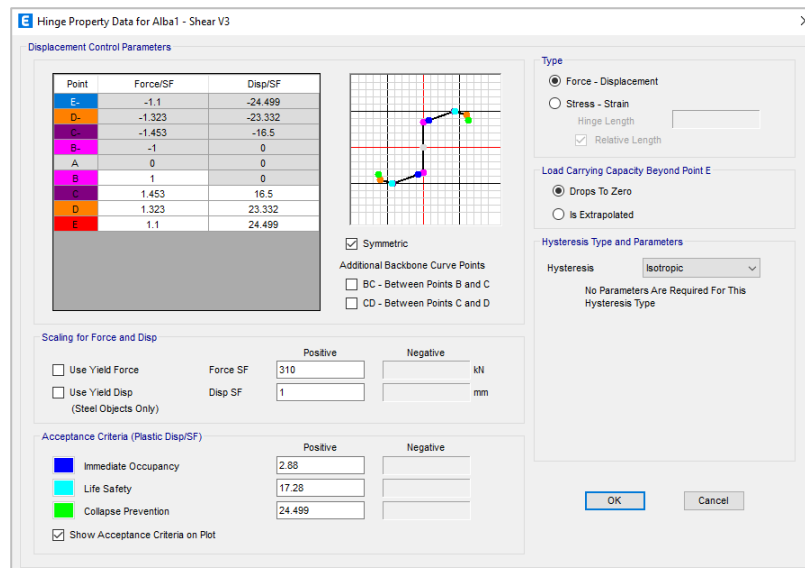 E Hinge Property Data for Alba1 - Shear V3
Displacement Control Parameters
Point Force/SF Disp/SF
E- -1.1 -24.499
D- -1.323 -23.332
C- -1.453 -16.5
B- -1 0
A 0 0
B 1 0
C 1.453 16.5
D 1.323 23.332
E 1.1 24.499
Symmetric
Additional Backbone Curve Points
BC - Between Points B and C
CD - Between Points C and D
Scaling for Force and Disp
Positive Negative
Use Yield Force Force SF 310 kN
Use Yield Disp Disp SF 1 mm
(Steel Objects Only)
Acceptance Criteria (Plastic Disp/SF)
Positive Negative
Immediate Occupancy 2.88
Life Safety 17.28
Collapse Prevention 24.499
Show Acceptance Criteria on Plot
Type
Force - Displacement
Stress - Strain
Hinge Length
Relative Length
Load Carrying Capacity Beyond Point E
Drops To Zero
Is Extrapolated
Hysteresis Type and Parameters
Hysteresis Isotropic
No Parameters Are Required For This
Hysteresis Type
OK Cancel